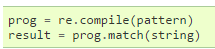 prog = re.compile(pattern)
result = prog.match(string)